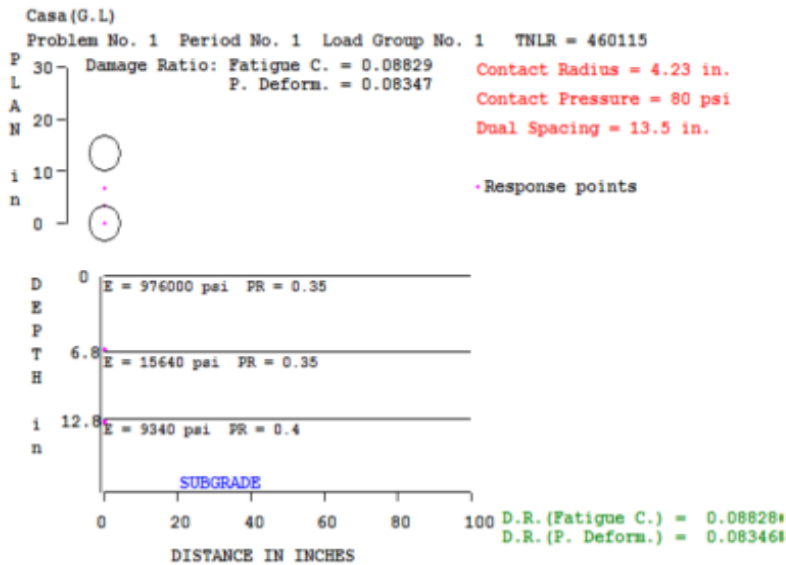 Casa(G.L)
Problem No. 1 Period No. 1 Load Group No. 1 TNLR = 460115
Damage Ratio: Fatigue C. = 0.08829
P. Deform. = 0.08347
Contact Radius = 4.23 in.
Contact Pressure = 80 psi
Dual Spacing = 13.5 in.
Response points
PLAN in
30
20
10
0
DEPTH in
0
E = 976000 psi PR = 0.35
6.8
E = 15640 psi PR = 0.35
12.8
E = 9340 psi PR = 0.4
SUBGRADE
0 20 40 60 80 100
DISTANCE IN INCHES
D.R.(Fatigue C.) = 0.08828
D.R.(P. Deform.) = 0.08346